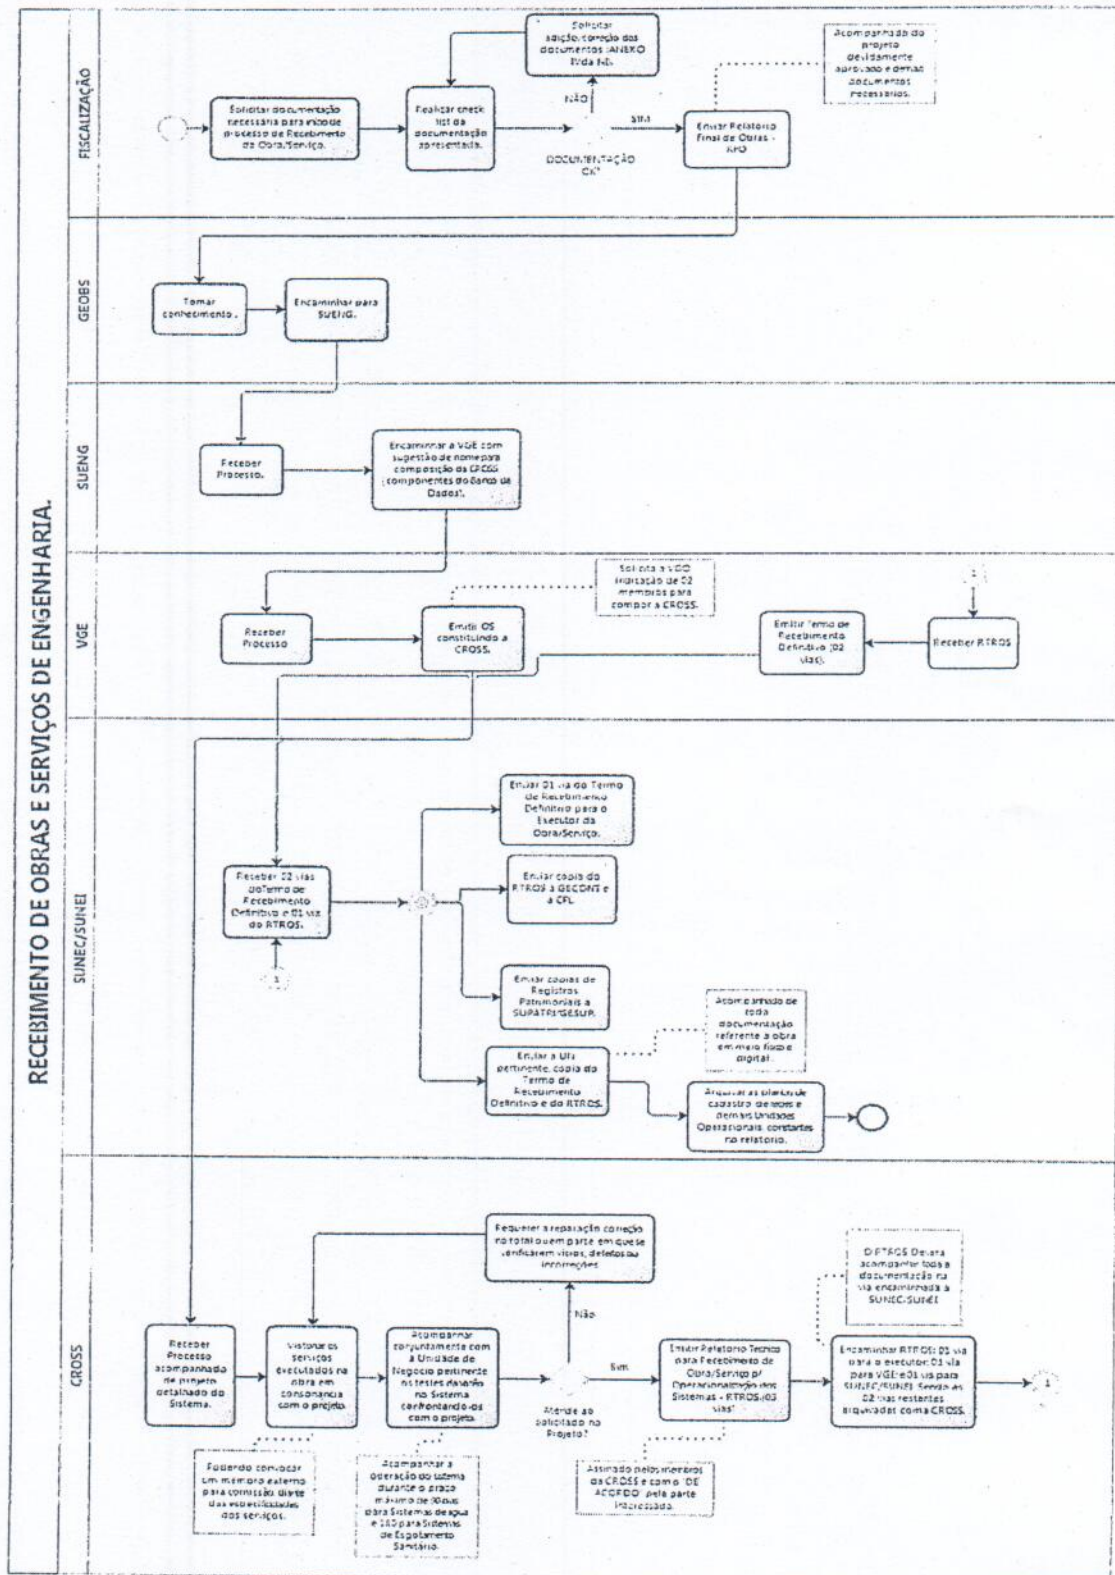 RECEBIMENTO DE OBRAS E SERVIÇOS DE ENGENHARIA.
FISCALIZAÇÃO
Solicitar documentação
necessária para início de
processo de Recebimento
da Obra/Serviço.
Realizar check
list da
documentação
apresentada.
Solicitar
adição/correção dos
documentos (ANEXO
NÃO
SIM
DOCUMENTAÇÃO
OK?
Enviar Relatório
Final de Obras -
RFO
Acompanhado do
projeto
devidamente
aprovado e demais
documentos
necessários.
GEOBS
Tomar
conhecimento.
Encaminhar para
SUENG.
SUENG
Receber
Processo.
Encaminhar a VGE com
sugestão de nome para
composição da CROSS
(componentes do Banco de
Dados).
VGE
Receber
Processo
Emitir OS
constituindo a
CROSS.
Solicita a VGO
indicação de 02
membros para
compor a CROSS.
Emitir Termo de
Recebimento
Definitivo (02
vias).
1
Receber RTROS
SUNEC/SUNEI
Receber 02 vias
do Termo de
Recebimento
Definitivo e 01 via
do RTROS.
1
Enviar 01 via do Termo
de Recebimento
Definitivo para o
Executor da
Obra/Serviço.
Enviar cópia do
RTROS à GECONT e
a CFL
Enviar cópias de
Registros
Patrimoniais a
SUPATRI/GESUP.
Enviar a UN
pertinente, cópia do
Termo de
Recebimento
Definitivo e do RTROS.
Acompanhado de
toda
documentação
referente a obra
em meio físico e
digital.
Arquivar as plantas de
cadastro de redes e
demais Unidades
Operacionais, constantes
no relatório.
CROSS
Receber
Processo
acompanhado
de projeto
detalhado do
Sistema.
Vistoriar os
serviços
executados na
obra em
consonância
com o projeto.
Podendo convocar
um membro externo
para comissão diante
das especificidades
dos serviços.
Acompanhar
conjuntamente com
a Unidade de
Negócio pertinente
os testes
no Sistema
confrontando-os
com o projeto.
Acompanhar a
operação do sistema
durante o prazo
máximo de 90 dias
para Sistemas de água
e 180 para Sistemas
de Esgotamento
Sanitário.
Requerer a reparação correção
no total ou em parte em que se
verificarem vícios, defeitos ou
incorreções
Não
Sim
Atende ao
solicitado no
Projeto?
Emitir Relatório Técnico
para Recebimento de
Obra/Serviço p/
Operacionalização dos
Sistemas - RTROS.
Assinado pelos membros
da CROSS e com o "DE
ACORDO" pela parte
interessada.
O RTROS Deverá
acompanhar toda a
documentação na
via encaminhada a
SUNEC/SUNEI
Encaminhar RTROS: 01 via
para o executor; 01 via
para VGE e 01 via para
SUNEC/SUNEI. Sendo as
02 vias restantes
arquivadas com a CROSS.
1